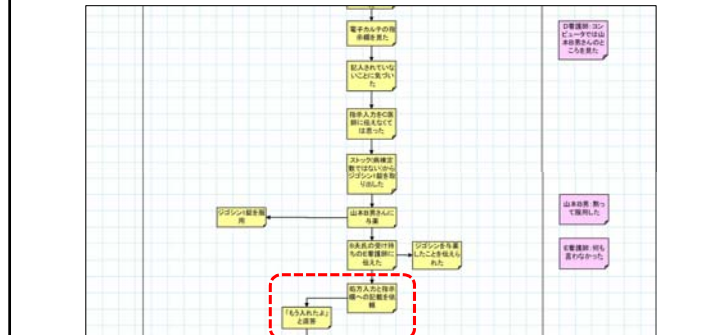 電子カルテの指
示欄を見た
D看護師:コン
ピュータでは山
本B男さんのと
ころを見た
記入されていな
いことに気づい
た
指示入力をC医
師に伝えなくて
は思った
ストック(病棟定
数ではない)から
ジゴシン1錠を取
り出した
ジゴシン1錠を服
用
山本B男さんに
与薬
山本B男:黙っ
て服用した
B夫氏の受け持
ちのE看護師に
伝えた
ジゴシンを与薬
したことを伝えら
れた
E看護師:何も
言わなかった
処方入力と指示
欄への記載を依
頼
「もう入れたよ」
と返答